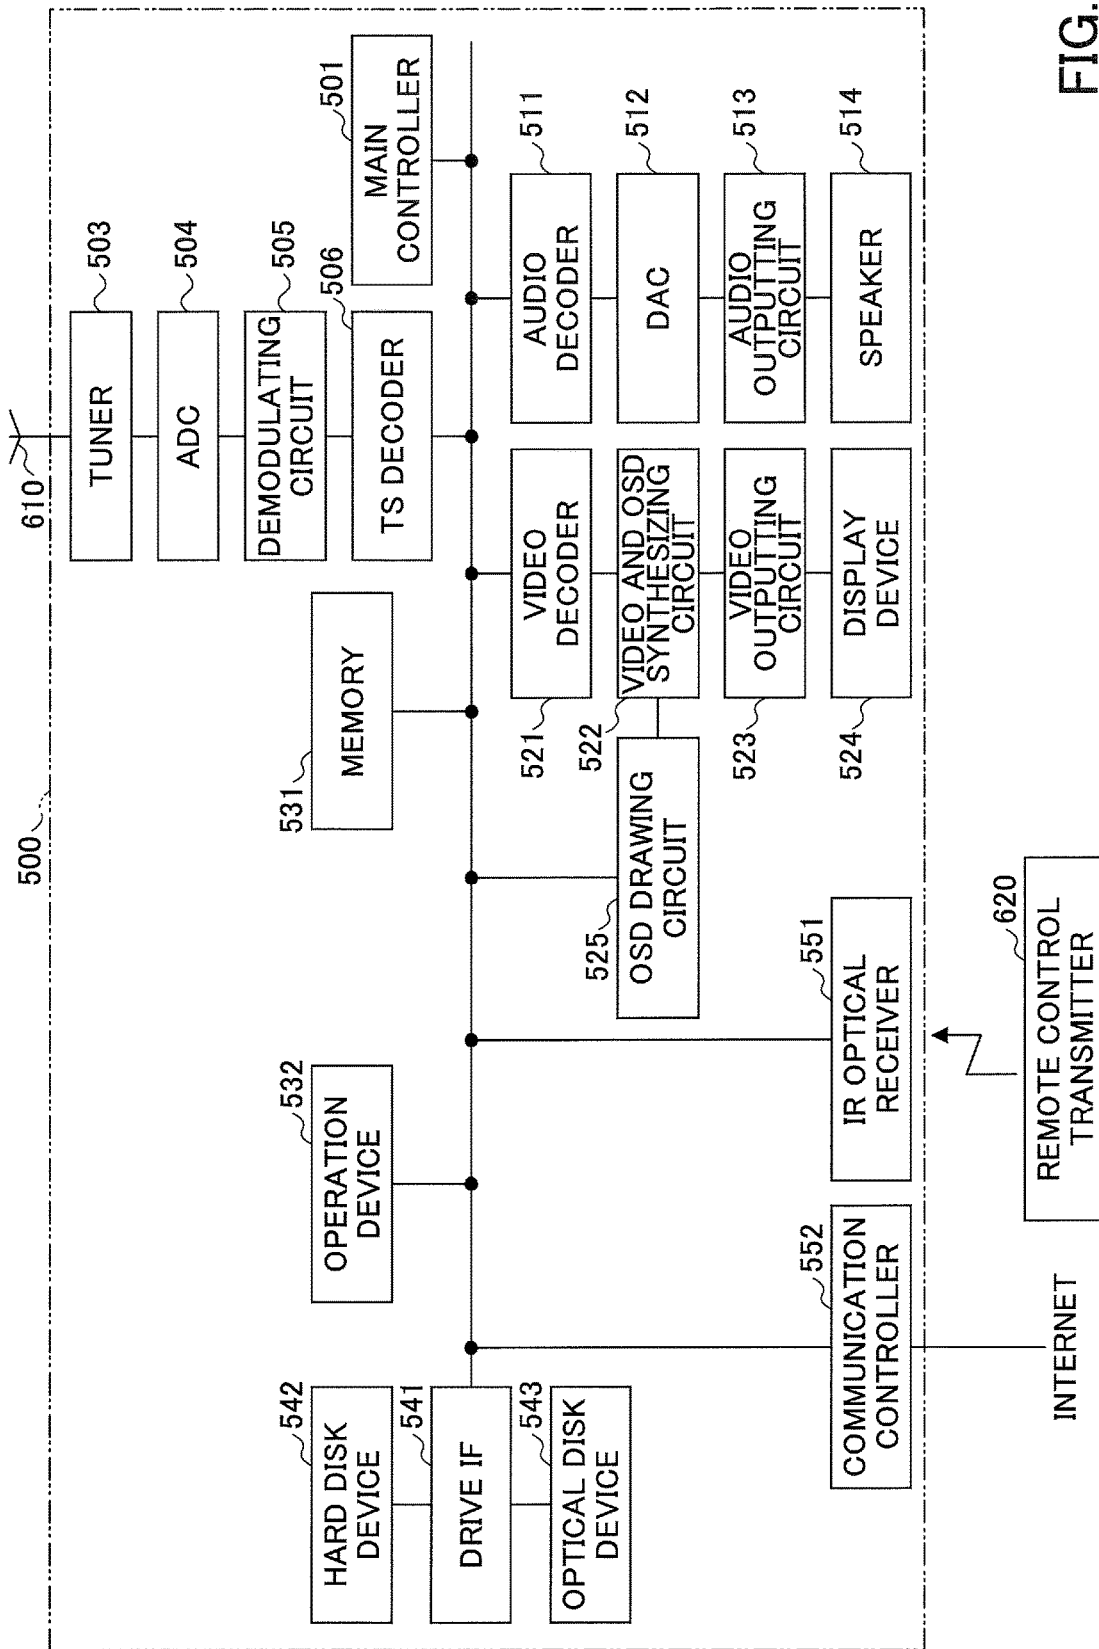 500
610
TUNER
503
ADC
504
DEMODULATING
CIRCUIT
505
TS DECODER
506
MAIN
CONTROLLER
501
MEMORY
531
OPERATION
DEVICE
532
HARD DISK
DEVICE
542
DRIVE IF
541
OPTICAL DISK
DEVICE
543
AUDIO
DECODER
511
DAC
512
AUDIO
OUTPUTTING
CIRCUIT
513
SPEAKER
514
VIDEO
DECODER
521
VIDEO AND OSD
SYNTHESIZING
CIRCUIT
522
VIDEO
OUTPUTTING
CIRCUIT
523
DISPLAY
DEVICE
524
OSD DRAWING
CIRCUIT
525
IR OPTICAL
RECEIVER
551
COMMUNICATION
CONTROLLER
552
REMOTE CONTROL
TRANSMITTER
620
INTERNET
FIG.